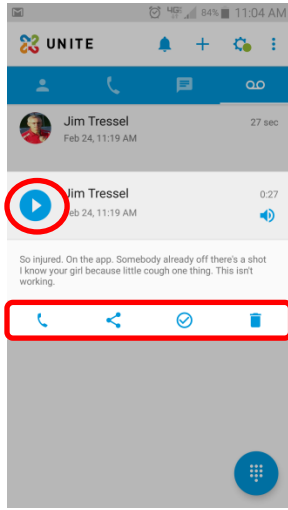 4G 84% 11:04 AM
UNITE
Jim Tressel 27 sec
Feb 24, 11:19 AM
Jim Tressel 0:27
Feb 24, 11:19 AM
So injured. On the app. Somebody already off there's a shot
I know your girl because little cough one thing. This isn't
working.